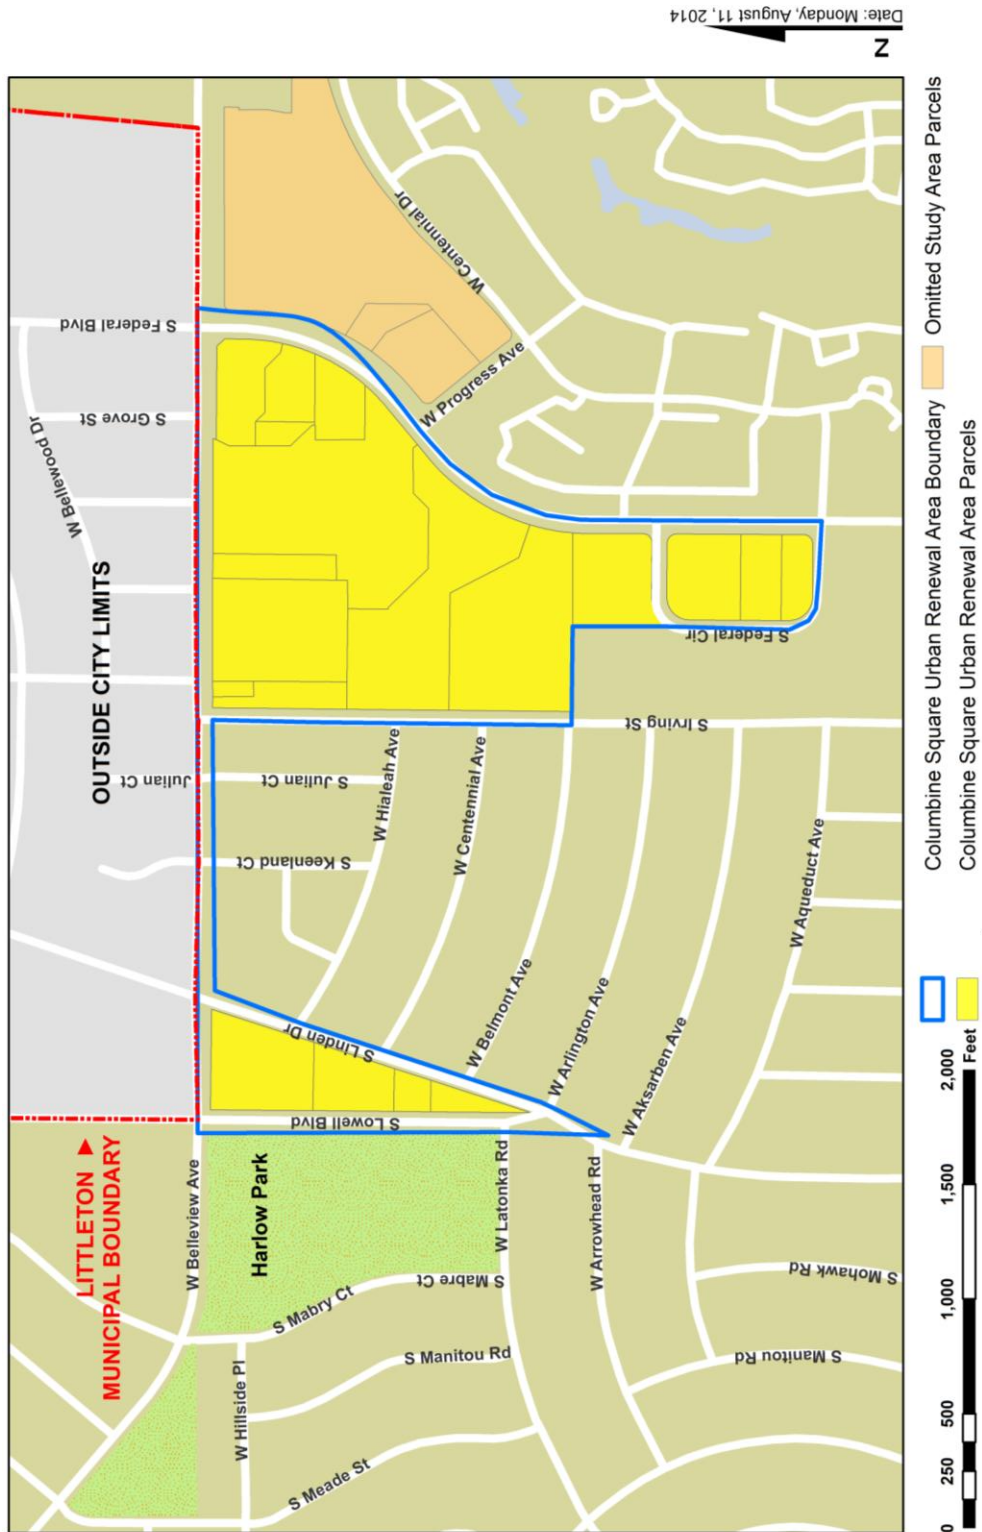 Date: Monday, August 11, 2014
N
LITTLETON ▶
MUNICIPAL BOUNDARY
OUTSIDE CITY LIMITS
W Bellewood Dr
S Grove St
S Federal Blvd
W Belleview Ave
Julian Ct
Harlow Park
S Lowell Blvd
S Linden Dr
S Keenland Ct
S Julian Ct
W Hialeah Ave
W Centennial Ave
W Belmont Ave
W Arlington Ave
W Aksarben Ave
W Aqueduct Ave
S Irving St
S Federal Cir
W Progress Ave
W Centennial Dr
W Hillside Pl
S Mabry Ct
S Mabre Ct
S Manitou Rd
S Meade St
W Latonka Rd
W Arrowhead Rd
S Mohawk Rd
S Manitou Rd
0 250 500 1,000 1,500 2,000
Feet
Columbine Square Urban Renewal Area Boundary
Columbine Square Urban Renewal Area Parcels
Omitted Study Area Parcels